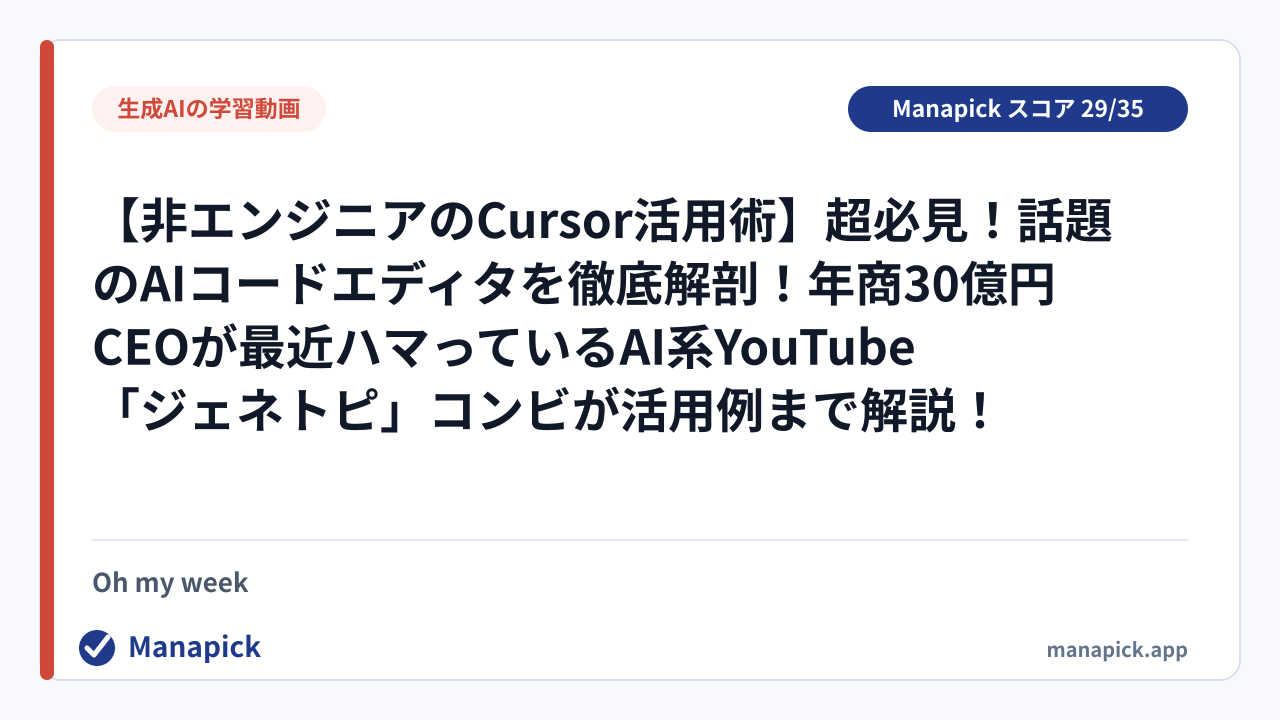 生成AIの学習動画
Manapick スコア 29/35
【非エンジニアのCursor活用術】超必見！話題
のAIコードエディタを徹底解剖！年商30億円
CEOが最近ハマっているAI系YouTube
「ジェネトピ」コンビが活用例まで解説！
Oh my week
Manapick
manapick.app